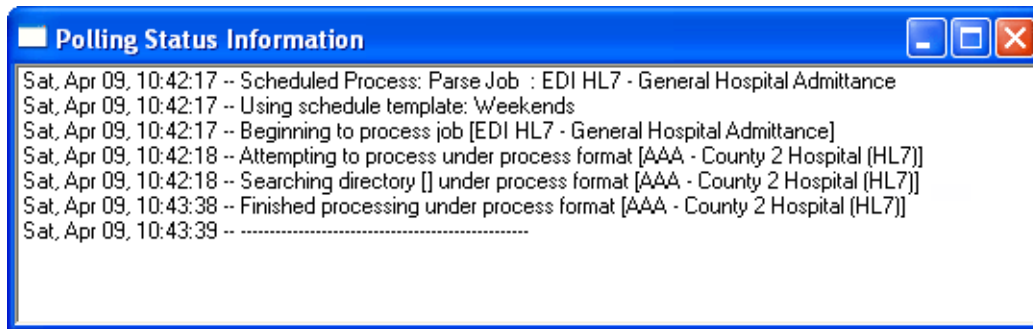 Polling Status Information
Sat, Apr 09, 10:42:17 -- Scheduled Process: Parse Job  : EDI HL7 - General Hospital Admittance
Sat, Apr 09, 10:42:17 -- Using schedule template: Weekends
Sat, Apr 09, 10:42:17 -- Beginning to process job [EDI HL7 - General Hospital Admittance]
Sat, Apr 09, 10:42:18 -- Attempting to process under process format [AAA - County 2 Hospital (HL7)]
Sat, Apr 09, 10:42:18 -- Searching directory [] under process format [AAA - County 2 Hospital (HL7)]
Sat, Apr 09, 10:43:38 -- Finished processing under process format [AAA - County 2 Hospital (HL7)]
Sat, Apr 09, 10:43:39 -- --------------------------------------------------